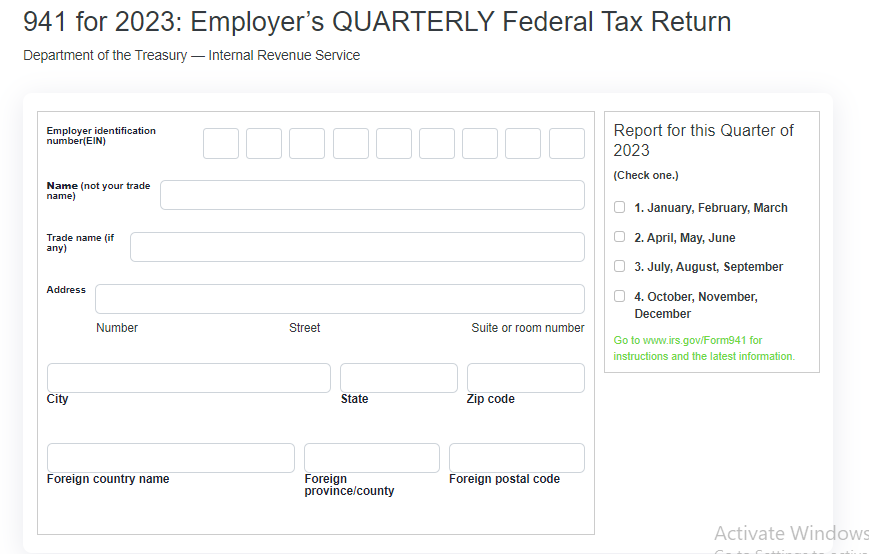 941 for 2023: Employer’s QUARTERLY Federal Tax Return
Department of the Treasury — Internal Revenue Service
Employer identification
number(EIN)
Name (not your trade
name)
Trade name (if
any)
Address
Number Street Suite or room number
City State Zip code
Foreign country name Foreign
province/county Foreign postal code
Report for this Quarter of
2023
(Check one.)
1. January, February, March
2. April, May, June
3. July, August, September
4. October, November,
December
Go to www.irs.gov/Form941 for
instructions and the latest information.
Activate Windows